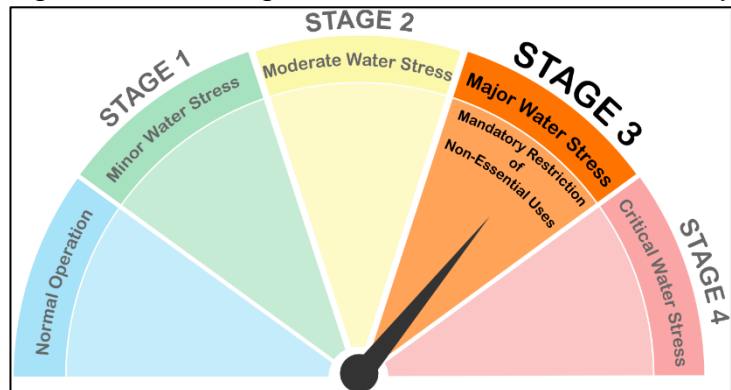 Normal Operation
STAGE 1
Minor Water Stress
STAGE 2
Moderate Water Stress
STAGE 3
Major Water Stress
Mandatory Restriction
of
Non-Essential Uses
STAGE 4
Critical Water Stress